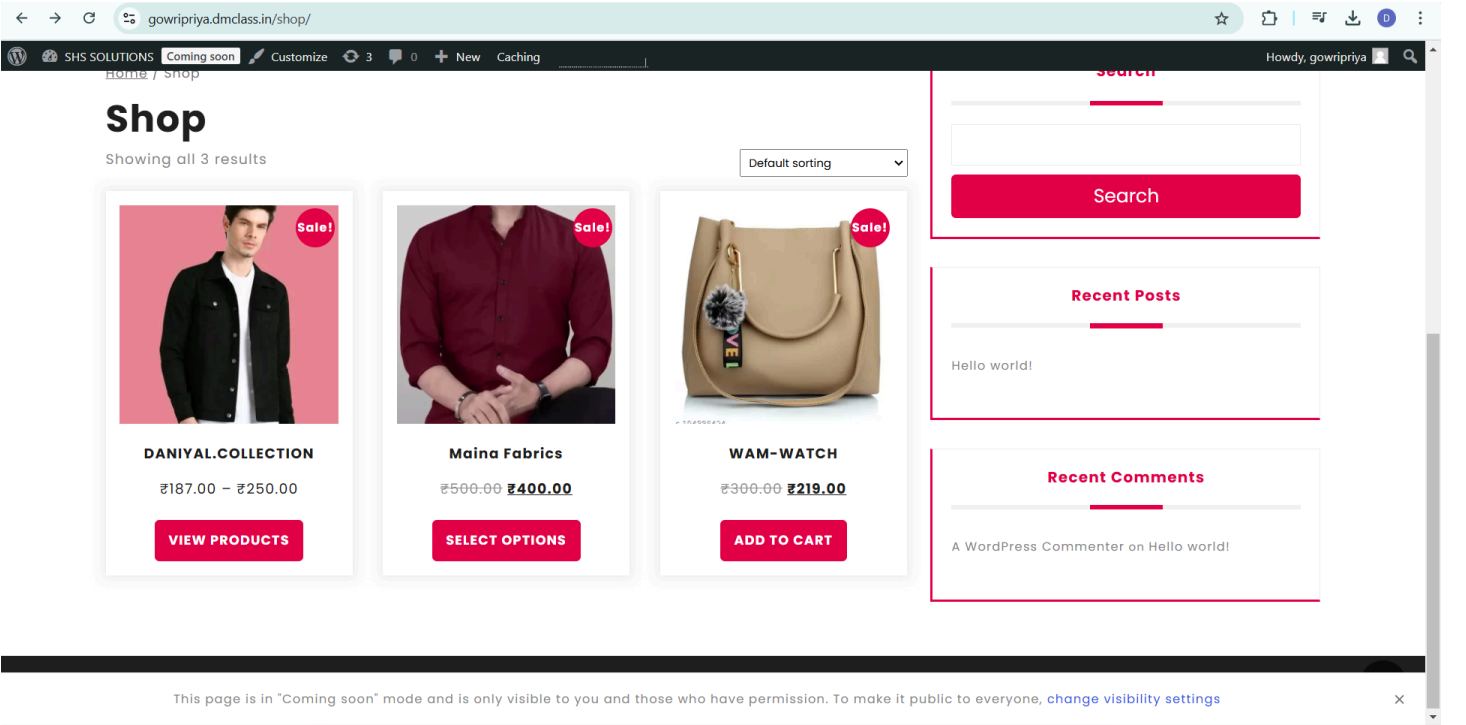 gowripriya.dmclass.in/shop/
D
SHS SOLUTIONS Coming soon Customize 3 0 New Caching
Howdy, gowripriya
Home / Shop
Shop
Showing all 3 results
Default sorting
Sale!
Sale!
Sale!
LOVE
DANIYAL.COLLECTION
₹187.00 – ₹250.00
VIEW PRODUCTS
Maina Fabrics
₹500.00 ₹400.00
SELECT OPTIONS
WAM-WATCH
₹300.00 ₹219.00
ADD TO CART
Search
Search
Recent Posts
Hello world!
Recent Comments
A WordPress Commenter on Hello world!
This page is in "Coming soon" mode and is only visible to you and those who have permission. To make it public to everyone, change visibility settings